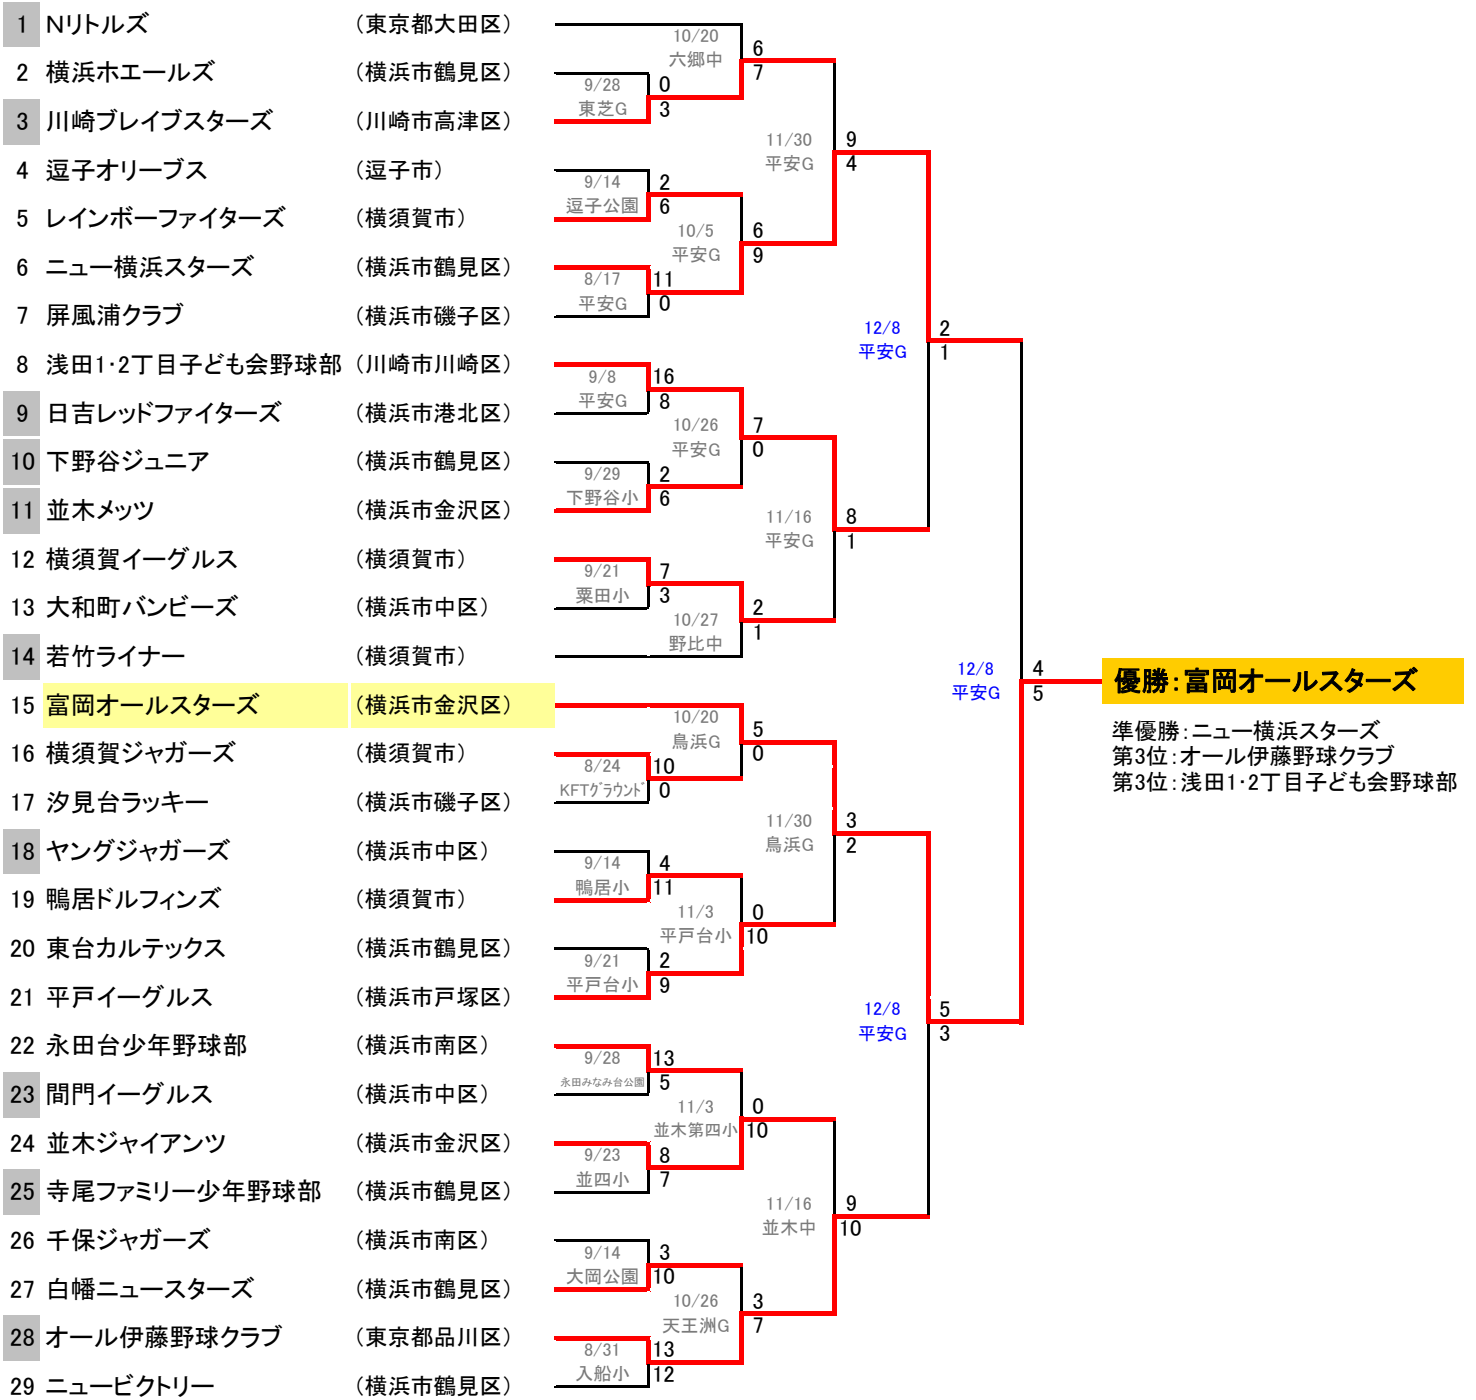 1 Nリトルズ （東京都大田区）
2 横浜ホエールズ （横浜市鶴見区）
3 川崎ブレイブスターズ （川崎市高津区）
4 逗子オリーブス （逗子市）
5 レインボーファイターズ （横須賀市）
6 ニュー横浜スターズ （横浜市鶴見区）
7 屏風浦クラブ （横浜市磯子区）
8 浅田1・2丁目子ども会野球部 （川崎市川崎区）
9 日吉レッドファイターズ （横浜市港北区）
10 下野谷ジュニア （横浜市鶴見区）
11 並木メッツ （横浜市金沢区）
12 横須賀イーグルス （横須賀市）
13 大和町バンビーズ （横浜市中区）
14 若竹ライナー （横須賀市）
15 富岡オールスターズ （横浜市金沢区）
16 横須賀ジャガーズ （横須賀市）
17 汐見台ラッキー （横浜市磯子区）
18 ヤングジャガーズ （横浜市中区）
19 鴨居ドルフィンズ （横須賀市）
20 東台カルテックス （横浜市鶴見区）
21 平戸イーグルス （横浜市戸塚区）
22 永田台少年野球部 （横浜市南区）
23 間門イーグルス （横浜市中区）
24 並木ジャイアンツ （横浜市金沢区）
25 寺尾ファミリー少年野球部 （横浜市鶴見区）
26 千保ジャガーズ （横浜市南区）
27 白幡ニュースターズ （横浜市鶴見区）
28 オール伊藤野球クラブ （東京都品川区）
29 ニュービクトリー （横浜市鶴見区）
9/28 0
東芝G 3
9/14 2
逗子公園 6
8/17 11
平安G 0
9/8 16
平安G 8
9/29 2
下野谷小 6
9/21 7
粟田小 3
8/24 10
KFTグラウンド 0
9/14 4
鴨居小 11
9/21 2
平戸台小 9
9/28 13
永田みなみ台公園 5
9/23 8
並四小 7
9/14 3
大岡公園 10
8/31 13
入船小 12
10/20 6
六郷中 7
10/5 6
平安G 9
10/26 7
平安G 0
10/27 2
野比中 1
10/20 5
鳥浜G 0
11/3 0
平戸台小 10
11/3 0
並木第四小 10
10/26 3
天王洲G 7
11/30 9
平安G 4
11/16 8
平安G 1
11/30 3
鳥浜G 2
11/16 9
並木中 10
12/8 2
平安G 1
12/8 5
平安G 3
12/8 4
平安G 5
優勝：富岡オールスターズ
準優勝：ニュー横浜スターズ
第3位：オール伊藤野球クラブ
第3位：浅田1・2丁目子ども会野球部